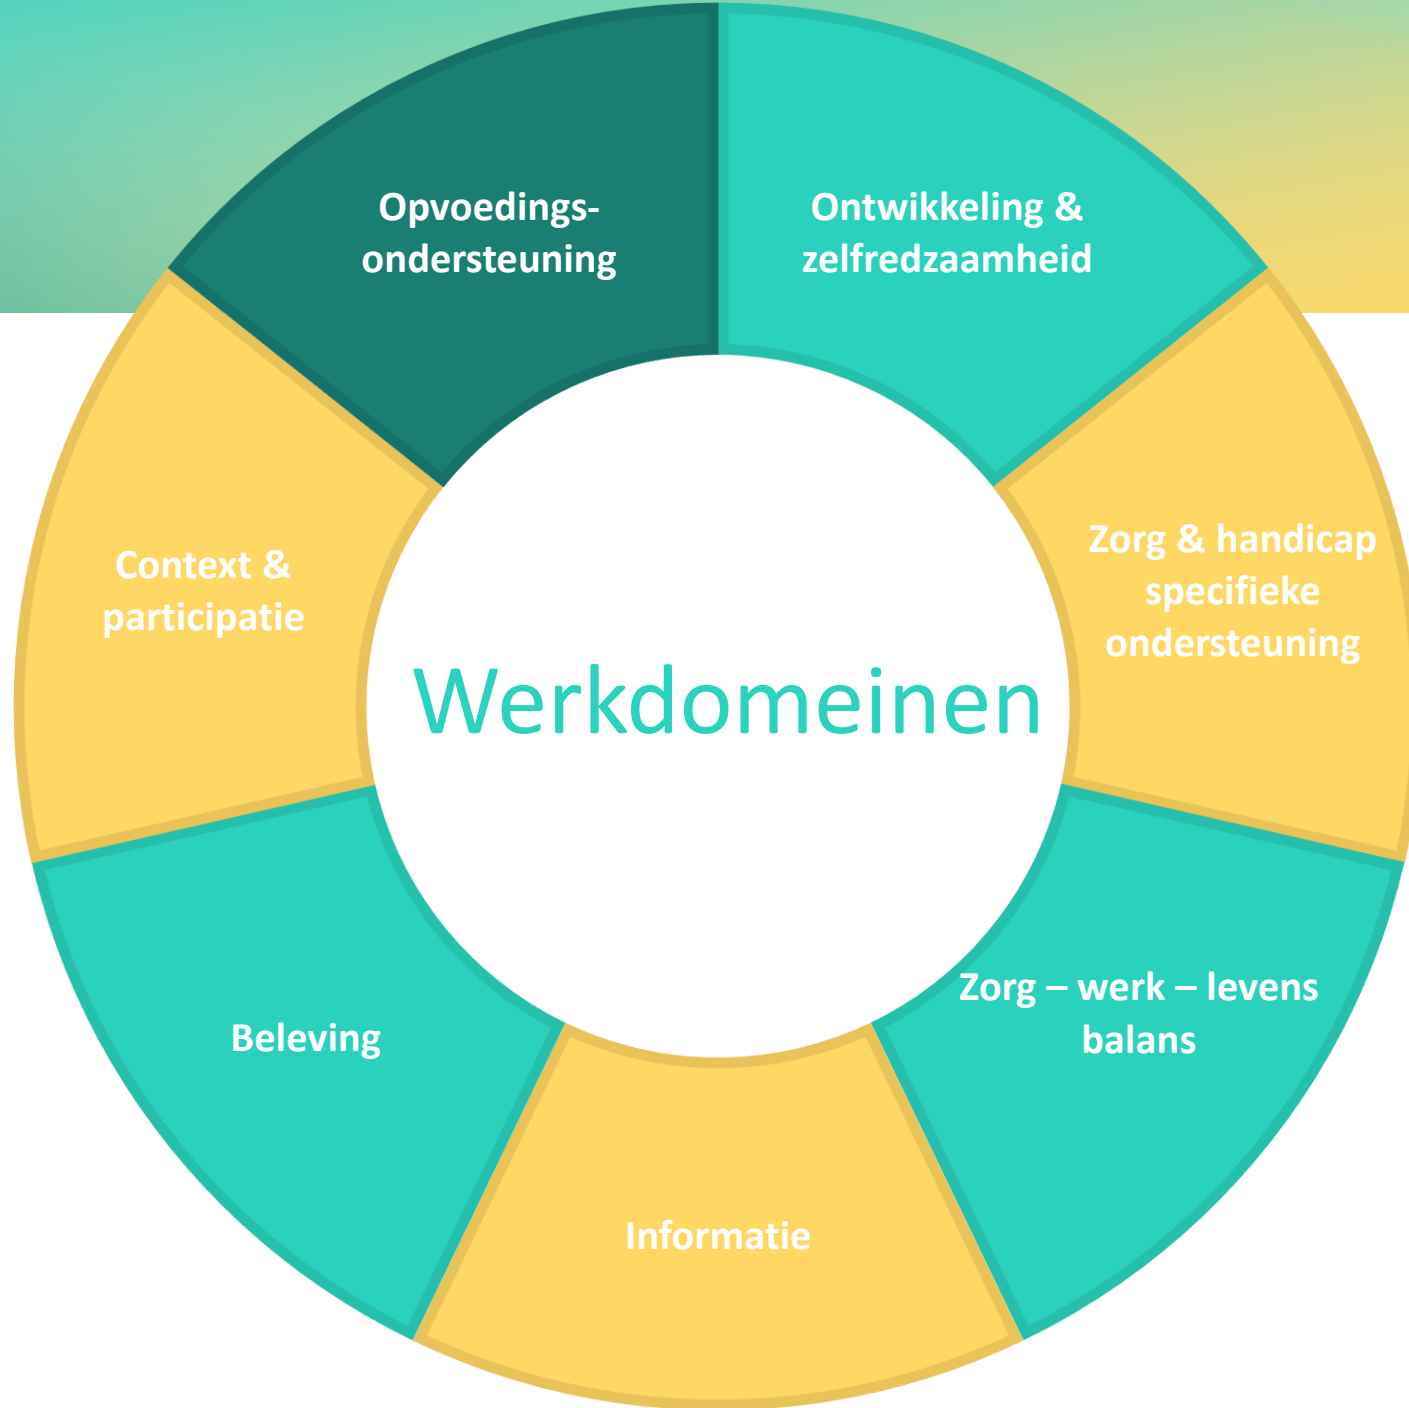 Opvoedings-
ondersteuning
Ontwikkeling &
zelfredzaamheid
Context &
participatie
Zorg & handicap
specifieke
ondersteuning
Werkdomeinen
Beleving
Zorg – werk – levens
balans
Informatie